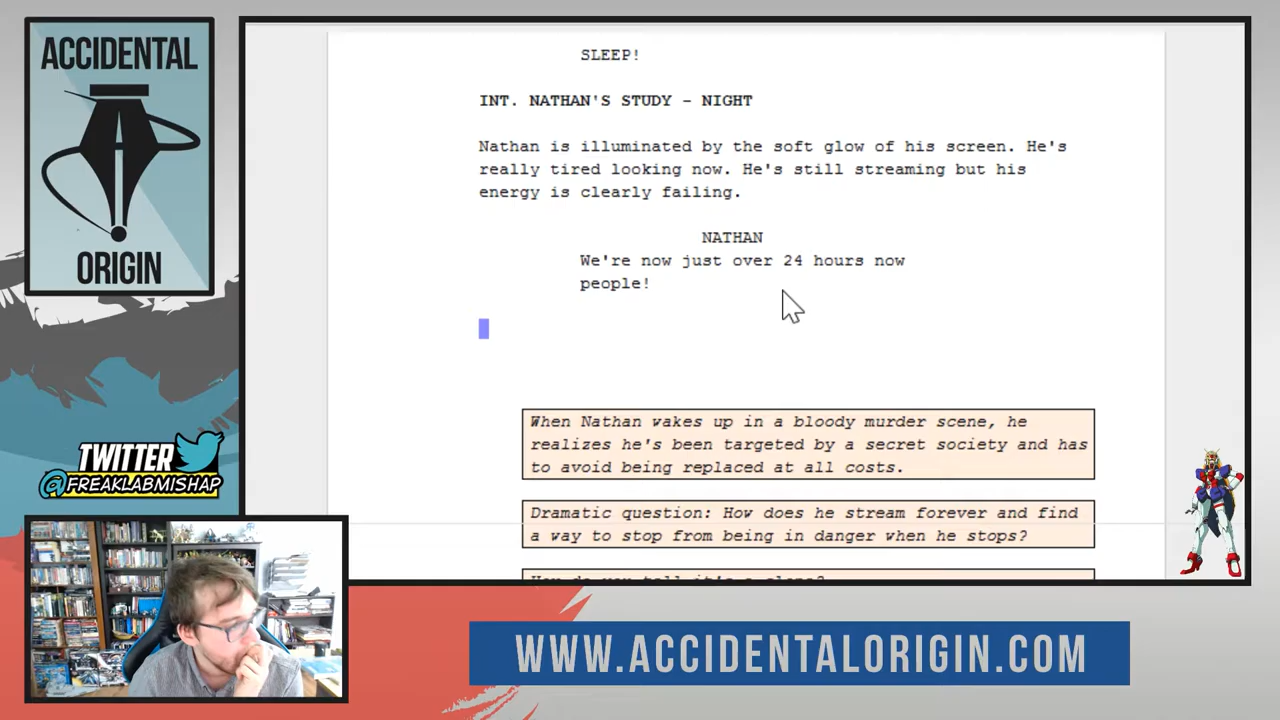 ACCIDENTAL
ORIGIN
SLEEP!
INT. NATHAN'S STUDY - NIGHT
Nathan is illuminated by the soft glow of his screen. He's
really tired looking now. He's still streaming but his
energy is clearly failing.
NATHAN
We're now just over 24 hours now
people!
When Nathan wakes up in a bloody murder scene, he
realizes he's been targeted by a secret society and has
to avoid being replaced at all costs.
Dramatic question: How does he stream forever and find
a way to stop from being in danger when he stops?
TWITTER
@FREAKLABMISHAP
WWW.ACCIDENTALORIGIN.COM